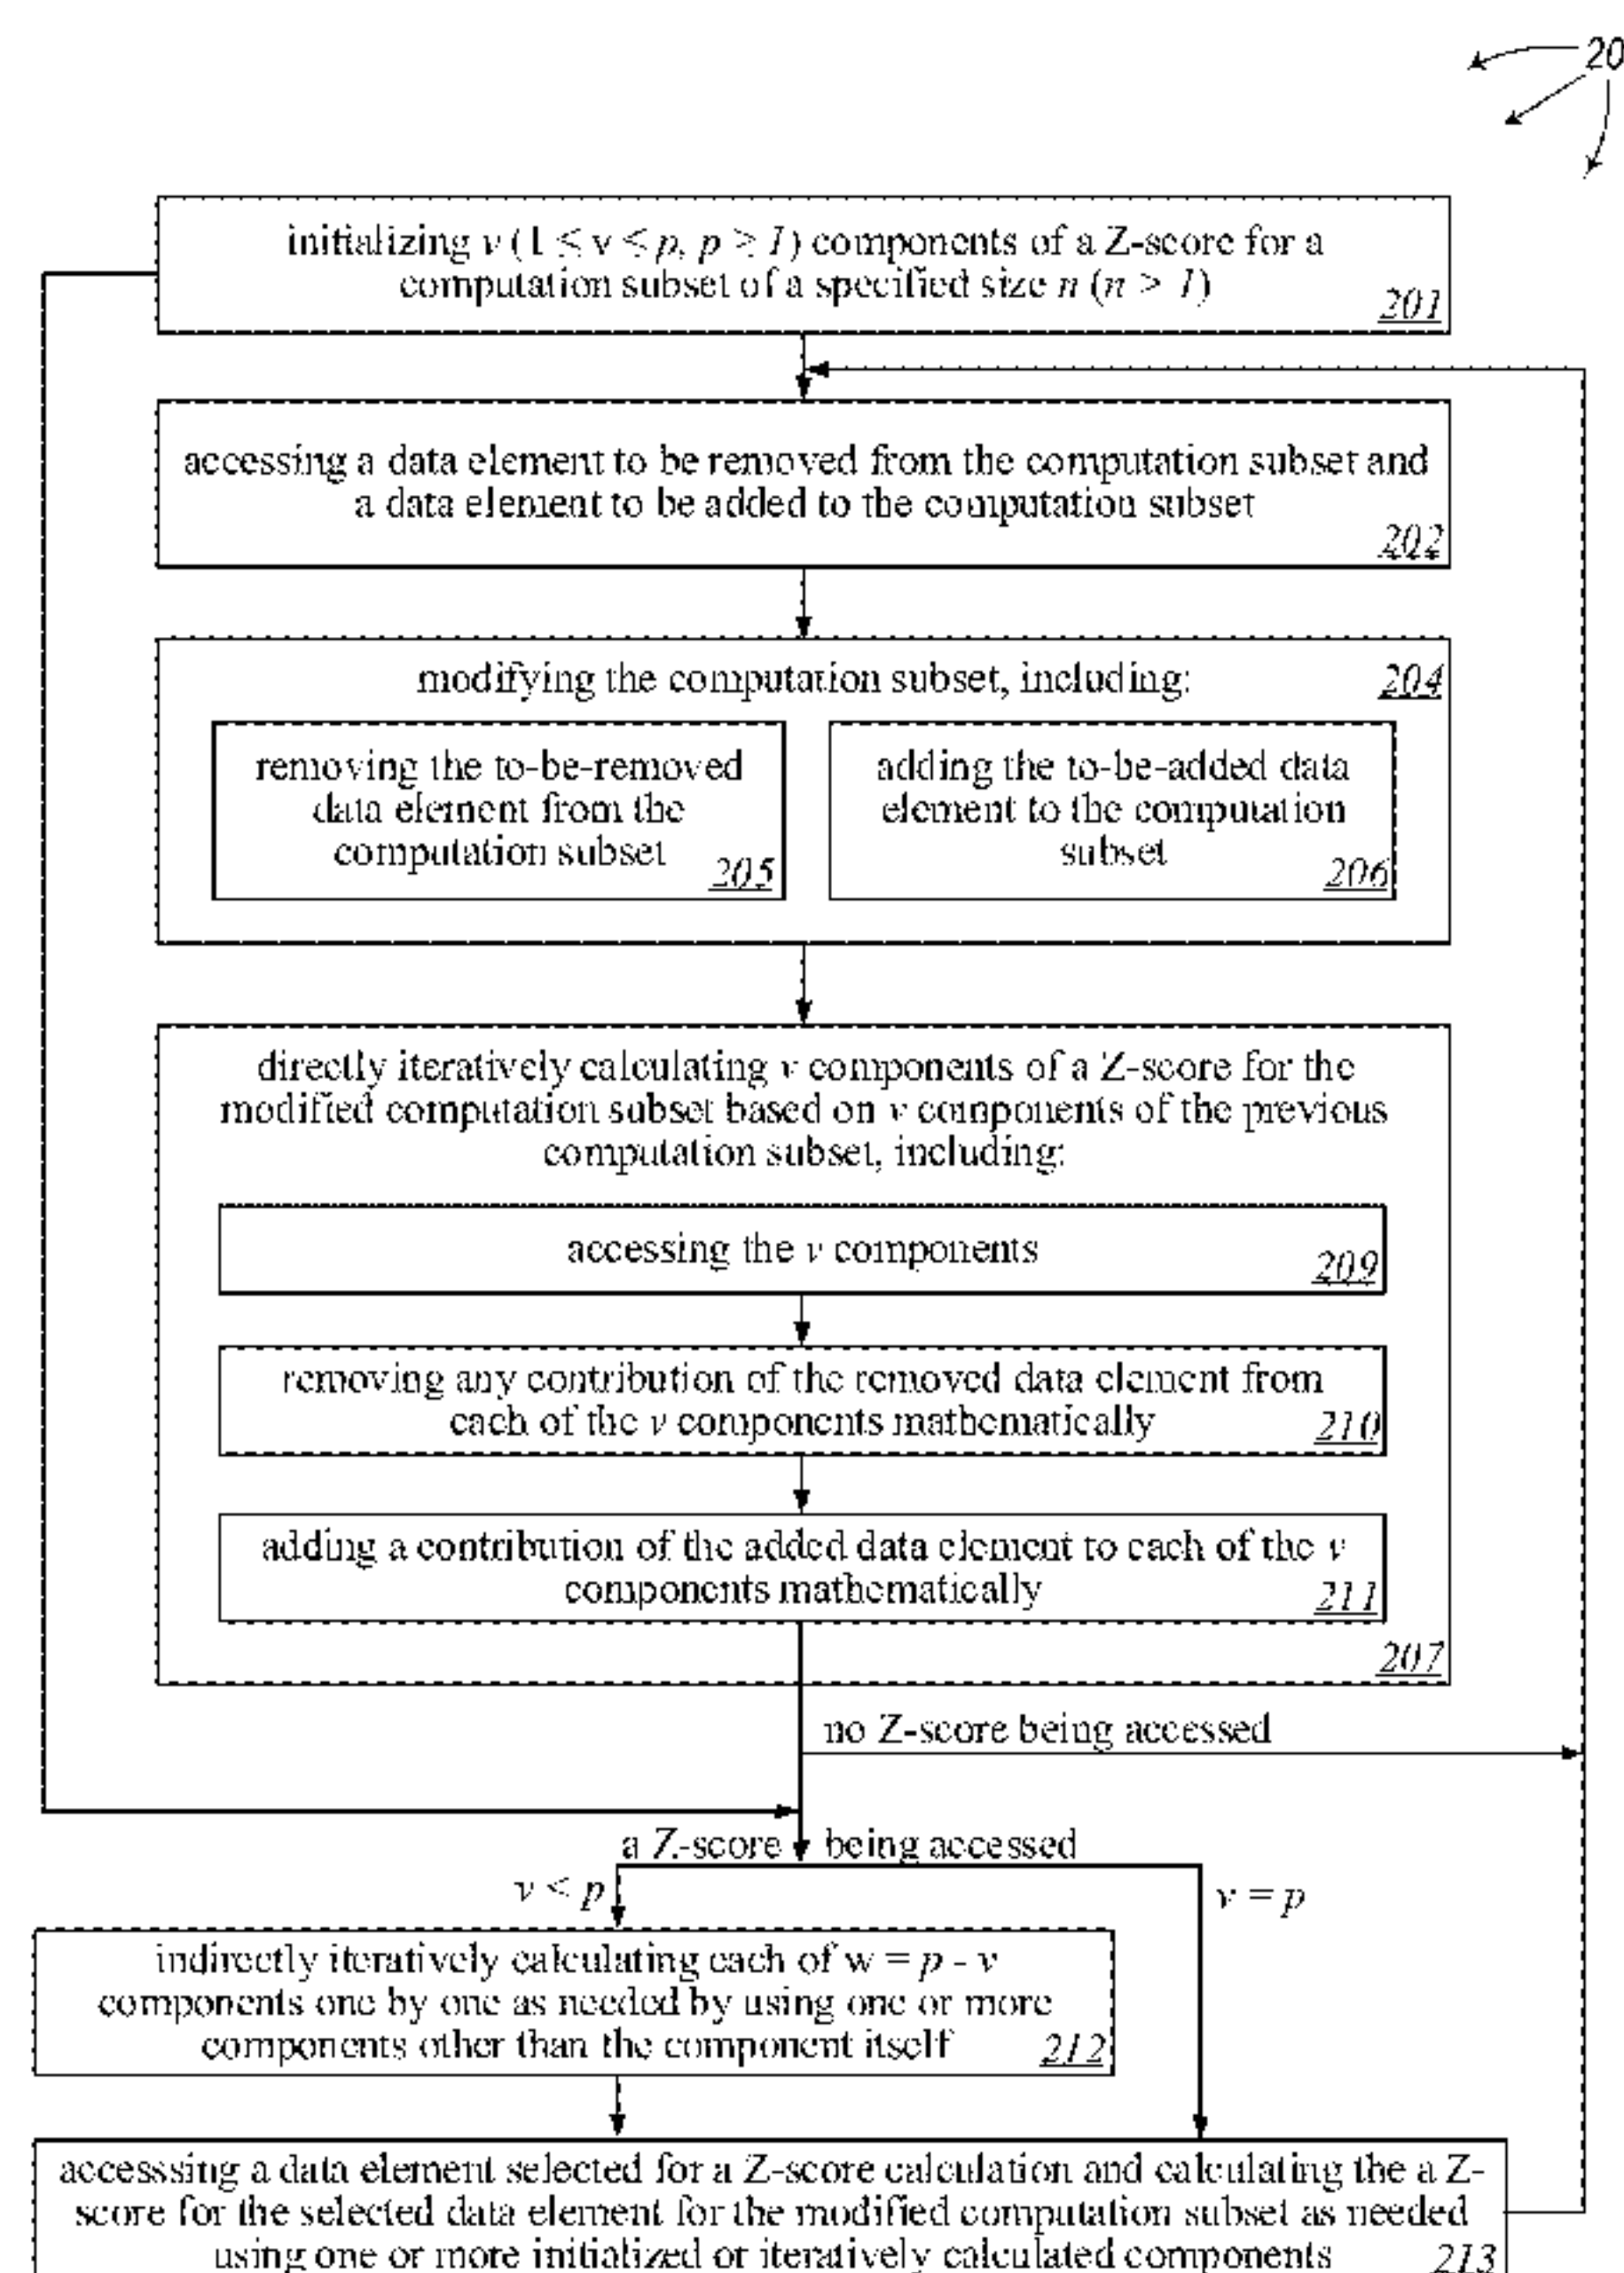 20
initializing v (1 ≤ v ≤ p, p ≥ 1) components of a Z-score for a
computation subset of a specified size n (n > 1)
201
accessing a data element to be removed from the computation subset and
a data element to be added to the computation subset
202
modifying the computation subset, including:
204
removing the to-be-removed
data element from the
computation subset
205
adding the to-be-added data
element to the computation
subset
206
directly iteratively calculating v components of a Z-score for the
modified computation subset based on v components of the previous
computation subset, including:
accessing the v components
209
removing any contribution of the removed data element from
each of the v components mathematically
210
adding a contribution of the added data element to each of the v
components mathematically
211
207
no Z-score being accessed
a Z-score being accessed
v < p
v = p
indirectly iteratively calculating each of w = p - v
components one by one as needed by using one or more
components other than the component itself
212
accesssing a data element selected for a Z-score calculation and calculating the a Z-
score for the selected data element for the modified computation subset as needed
using one or more initialized or iteratively calculated components
213